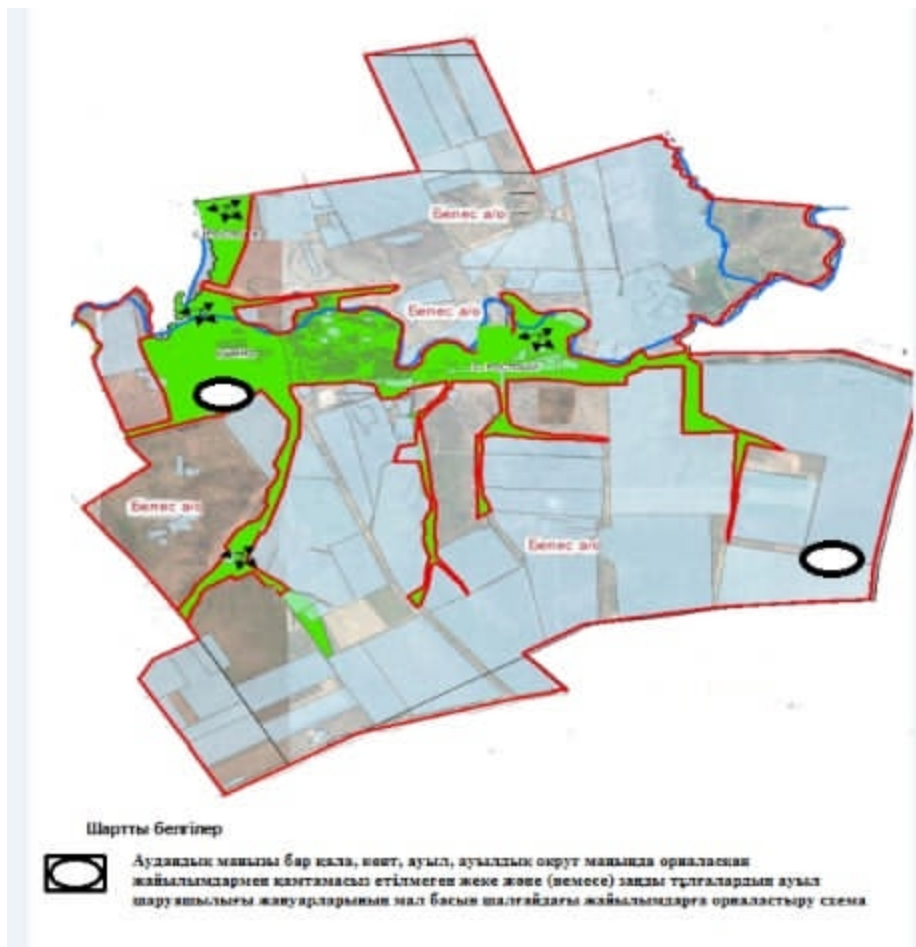 Белес а/о
Белес а/о
Белес а/о
Белес а/о
Шартты белгілер
Аудандық маңызы бар қала, кент, ауыл, ауылдық округ маңында орналасқан
жайылымдармен қамтамасыз етілмеген жеке және (немесе) заңды тұлғалардың ауыл
шаруашылығы жануарларының мал басын шалғайдағы жайылымдарға орналастыру схема